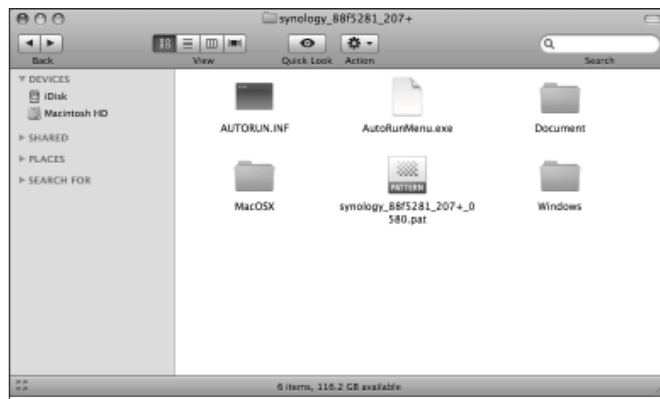 synology_88f5281_207+
Back
View
Quick Look
Action
Search
DEVICES
iDisk
Macintosh HD
SHARED
PLACES
SEARCH FOR
AUTORUN.INF
AutoRunMenu.exe
Document
MacOSX
PATTERN
synology_88f5281_207+_0
580.pat
Windows
6 items, 116.2 GB available